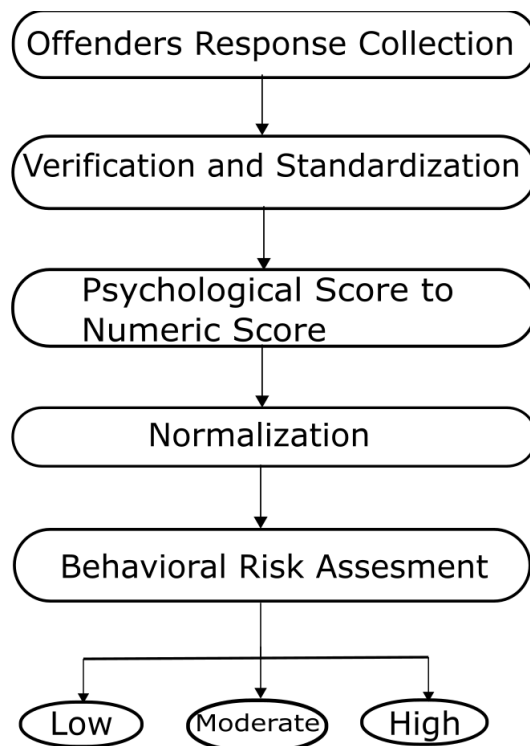 Offenders Response Collection
Verification and Standardization
Psychological Score to
Numeric Score
Normalization
Behavioral Risk Assesment
Low
Moderate
High